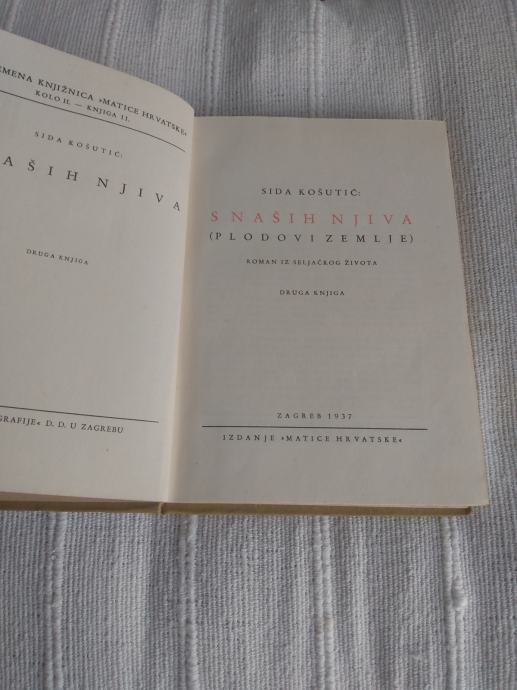 EMENA KNJIŽNICA »MATICE HRVATSKE«
KOLO II. — KNJIGA 11.
SIDA KOŠUTIĆ:
AŠIH NJIVA
DRUGA KNJIGA
GRAFIJE« D. D. U ZAGREBU
SIDA KOŠUTIĆ:
S NAŠIH NJIVA
(PLODOVI ZEMLJE)
ROMAN IZ SELJAČKOG ŽIVOTA
DRUGA KNJIGA
ZAGREB 1937
IZDANJE »MATICE HRVATSKE«